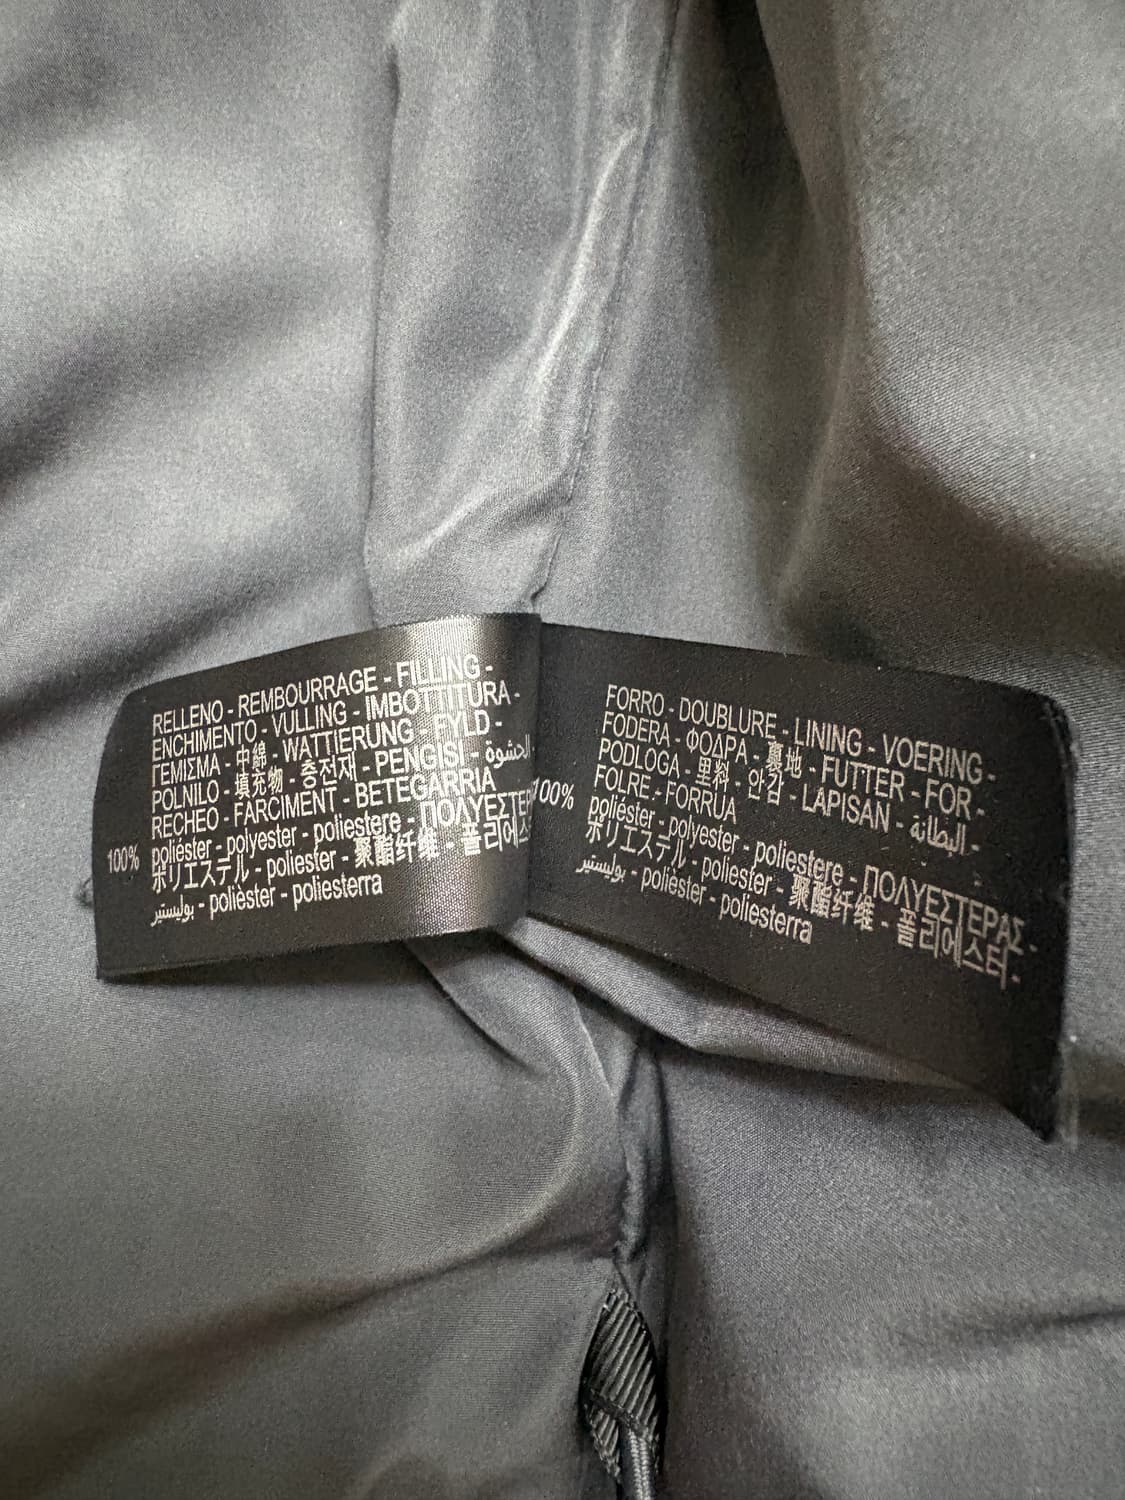 RELLENO - REMBOURRAGE - FILLING -
ENCHIMENTO - VULLING - IMBOTTITURA -
ΓΕΜΙΣΜΑ - 中綿 - WATTIERUNG - FYLD -
POLNILO - 填充物 - 충전재 - PENGISI - الحشوة -
RECHEO - FARCIMENT - BETEGARRIA
100% poliéster - polyester - poliestere - ΠΟΛΥΕΣΤΕΡ
ポリエステル - poliester - 聚酯纤维 - 폴리에스
بوليستير - polièster - poliesterra
FORRO - DOUBLURE - LINING - VOERING -
FODERA - ΦΟΔΡΑ - 裏地 - FUTTER - FOR -
PODLOGA - 里料 - 안감 - LAPISAN - البطانة -
FOLRE - FORRUA
100% poliéster - polyester - poliestere - ΠΟΛΥΕΣΤΕΡΑΣ -
ポリエステル - poliester - 聚酯纤维 - 폴리에스터 -
بوليستير - polièster - poliesterra